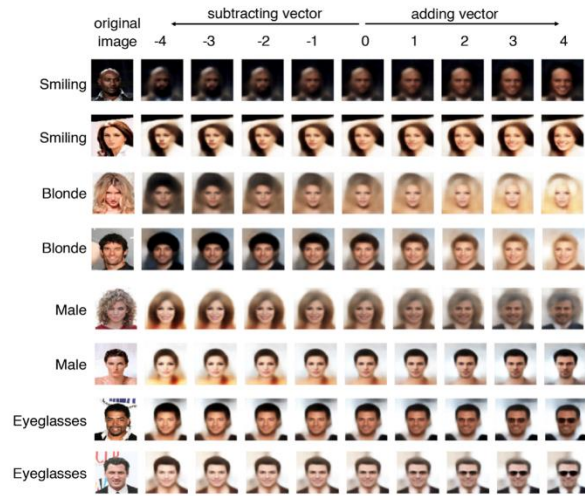 subtracting vector adding vector
original
image -4 -3 -2 -1 0 1 2 3 4
Smiling
Smiling
Blonde
Blonde
Male
Male
Eyeglasses
Eyeglasses